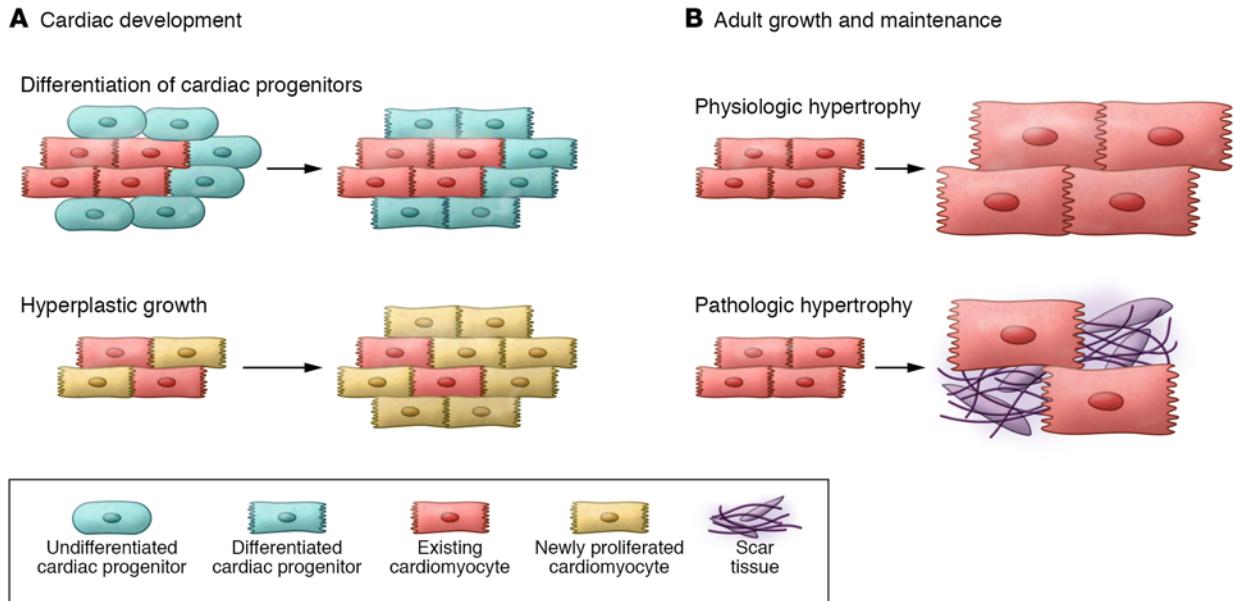 A Cardiac development
Differentiation of cardiac progenitors
Hyperplastic growth
B Adult growth and maintenance
Physiologic hypertrophy
Pathologic hypertrophy
Undifferentiated
cardiac progenitor
Differentiated
cardiac progenitor
Existing
cardiomyocyte
Newly proliferated
cardiomyocyte
Scar
tissue